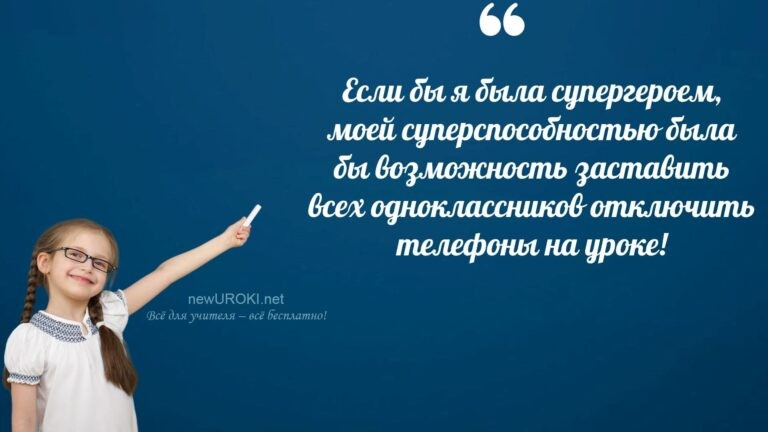 ❝
Если бы я была супергероем,
моей суперспособностью была
бы возможность заставить
всех одноклассников отключить
телефоны на уроке!
newUROKI.net
Всё для учителя – всё бесплатно!